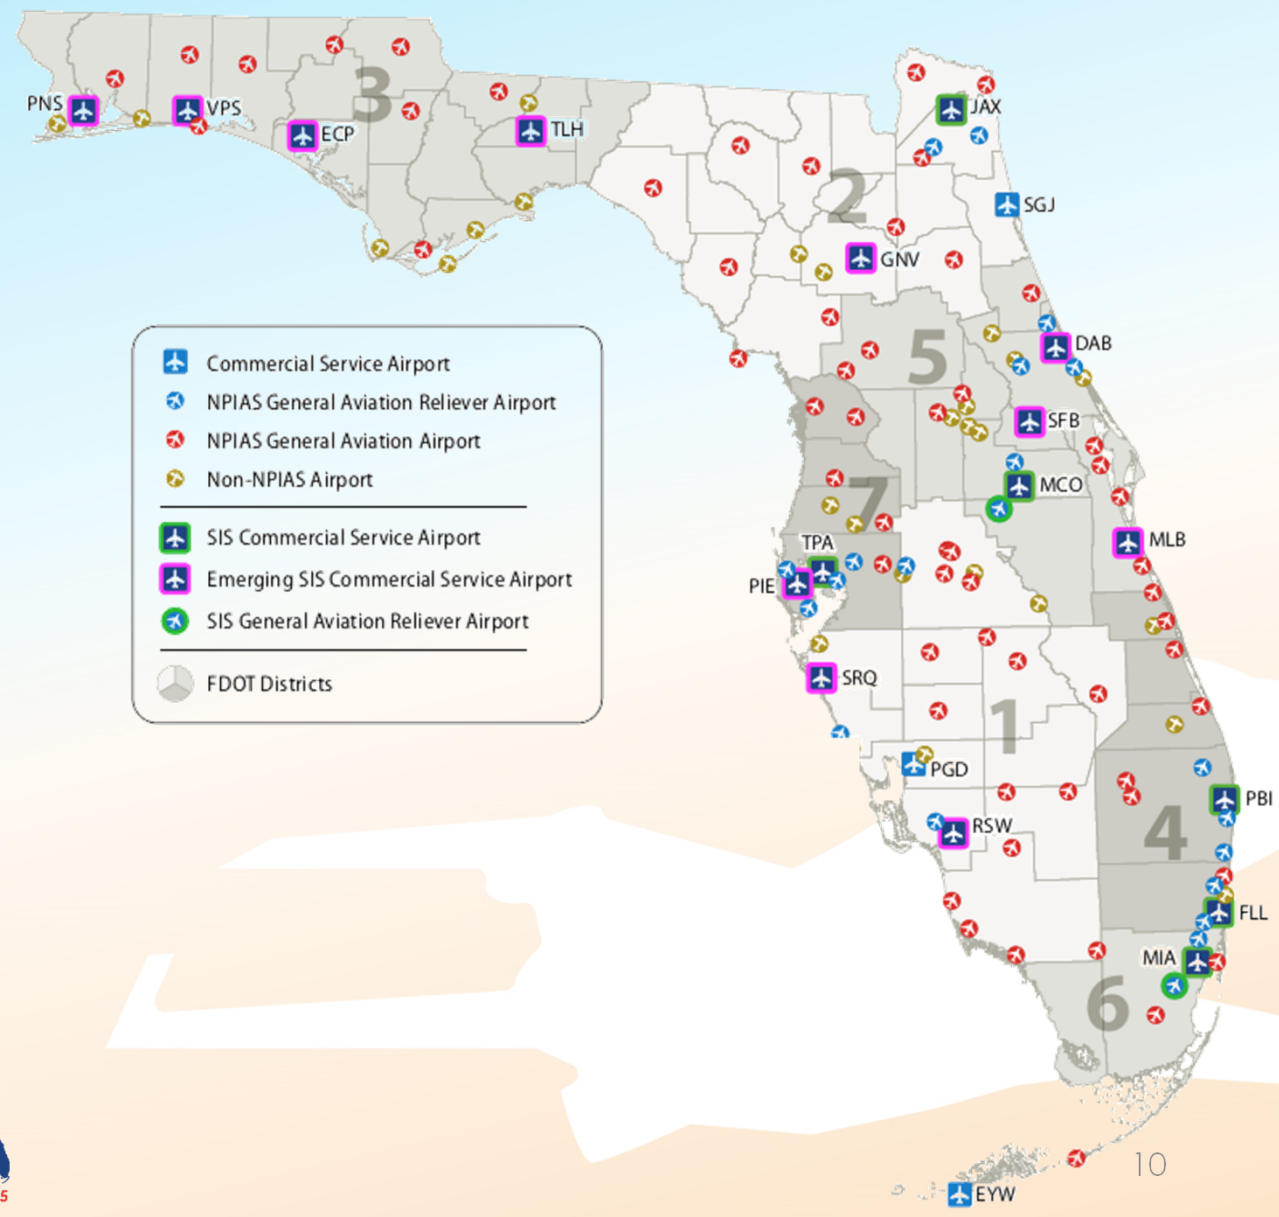 PNS
VPS
ECP
3
TLH
JAX
2
SGJ
GNV
5
DAB
SFB
MCO
7
TPA
PIE
MLB
SRQ
1
PGD
RSW
PBI
4
FLL
MIA
6
EYW
Commercial Service Airport
NPIAS General Aviation Reliever Airport
NPIAS General Aviation Airport
Non-NPIAS Airport
SIS Commercial Service Airport
Emerging SIS Commercial Service Airport
SIS General Aviation Reliever Airport
FDOT Districts
10
5